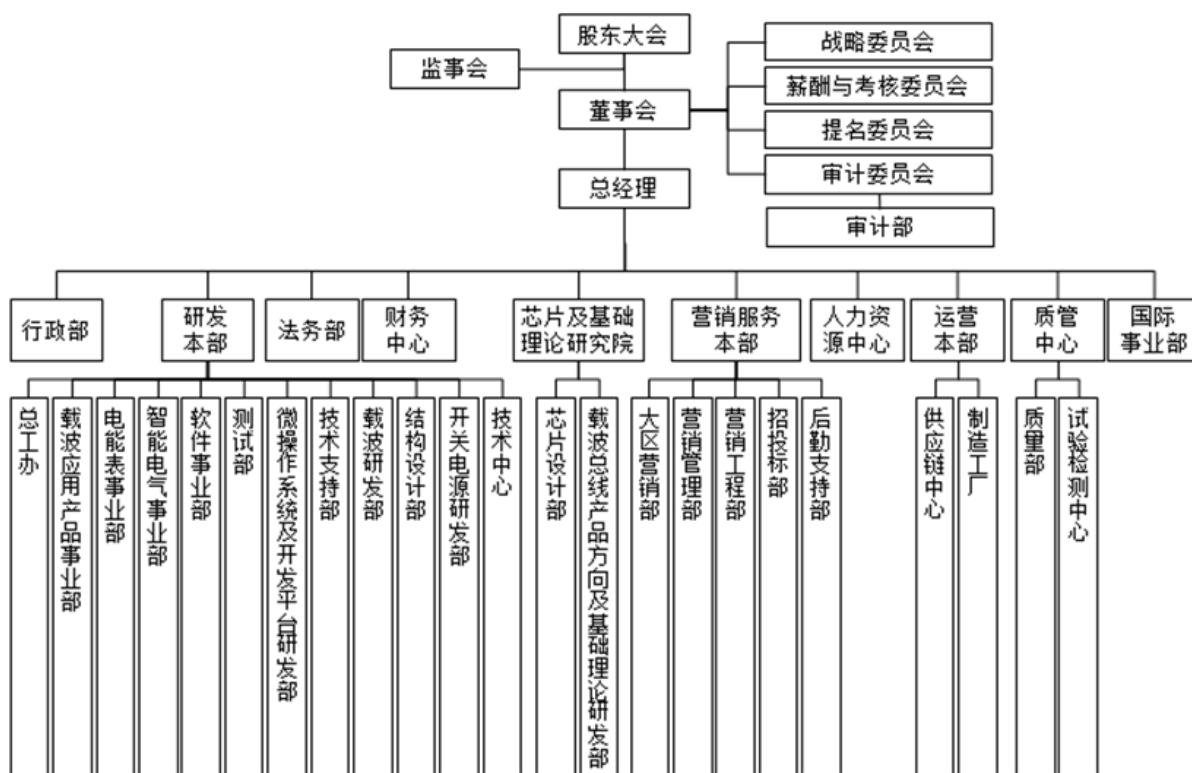 股东大会
监事会
董事会
战略委员会
薪酬与考核委员会
提名委员会
审计委员会
审计部
总经理
行政部
研发
本部
法务部
财务
中心
芯片及基础
理论研究院
营销服务
本部
人力资
源中心
运营
本部
质管
中心
国际
事业部
总工办
载波应用产品事业部
电能表事业部
智能电气事业部
软件事业部
测试部
微操作系统及开发平台研发部
技术支持部
载波研发部
结构设计部
开关电源研发部
技术中心
芯片设计部
载波总线产品方向及基础理论研发部
大区营销部
营销管理部
营销工程部
招投标部
后勤支持部
供应链中心
制造工厂
质量部
试验检测中心